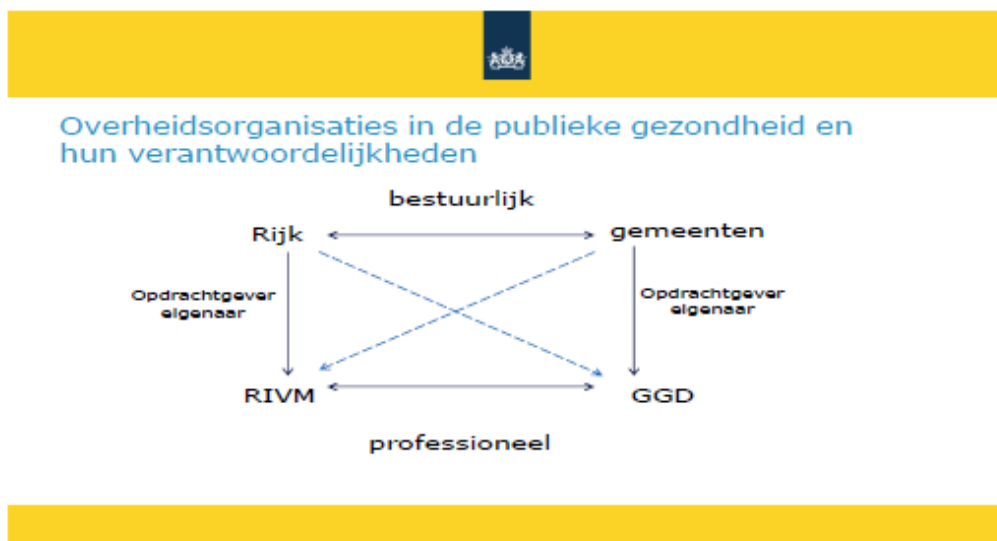 Overheidsorganisaties in de publieke gezondheid en
hun verantwoordelijkheden
bestuurlijk
Rijk
gemeenten
Opdrachtgever
eigenaar
Opdrachtgever
eigenaar
RIVM
GGD
professioneel